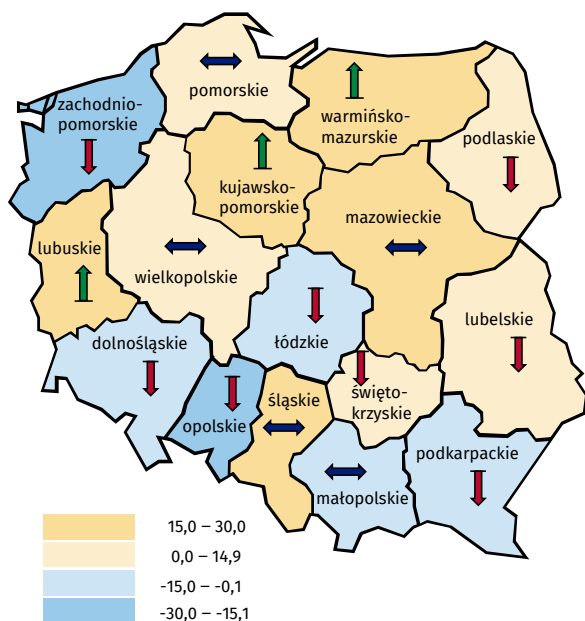 pomorskie
zachodnio-
pomorskie
warmińsko-
mazurskie
podlaskie
kujawsko-
pomorskie
mazowieckie
lubuskie
wielkopolskie
lubelskie
dolnośląskie
łódzkie
święto-
krzyskie
śląskie
opolskie
podkarpackie
małopolskie
15,0 – 30,0
0,0 – 14,9
-15,0 – -0,1
-30,0 – -15,1